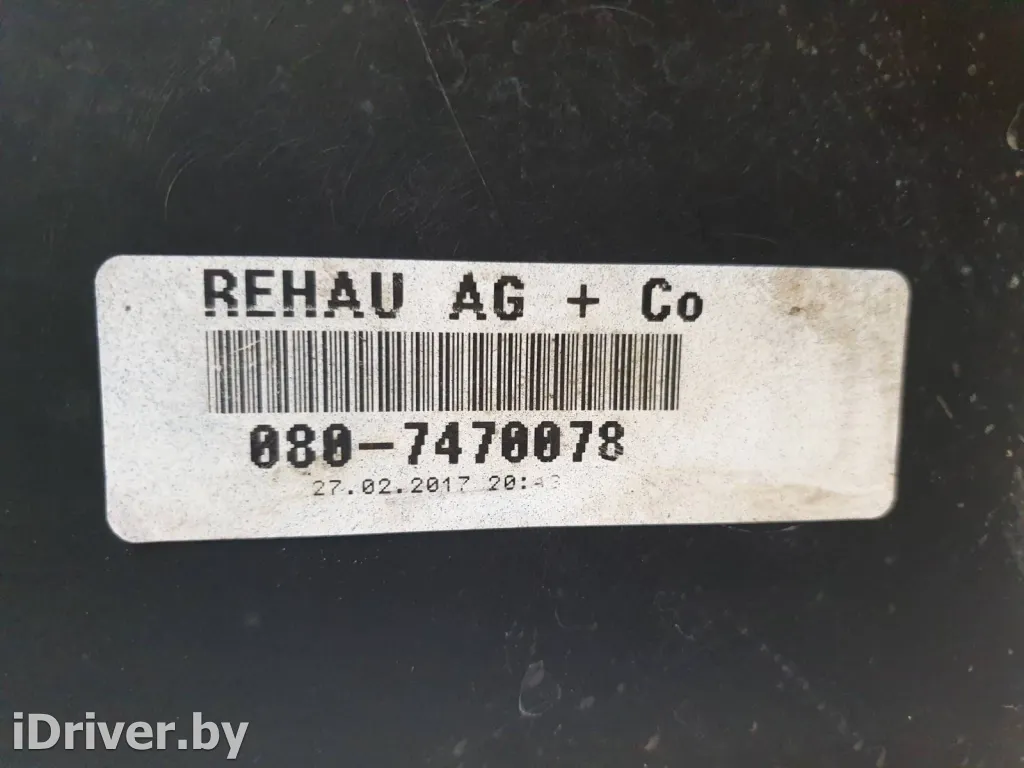 REHAU AG + Co
080-7470078
27.02.2017
iDriver.by